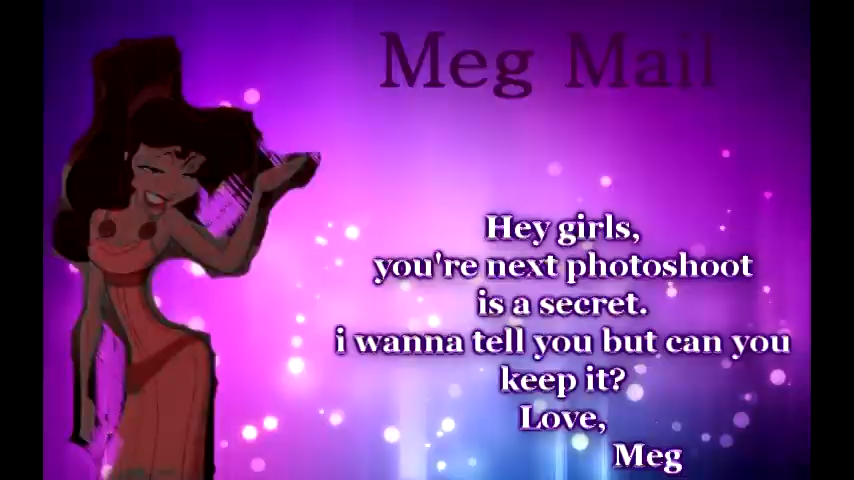 Meg Mail
Hey girls,
you're next photoshoot
is a secret.
i wanna tell you but can you
keep it?
Love,
Meg